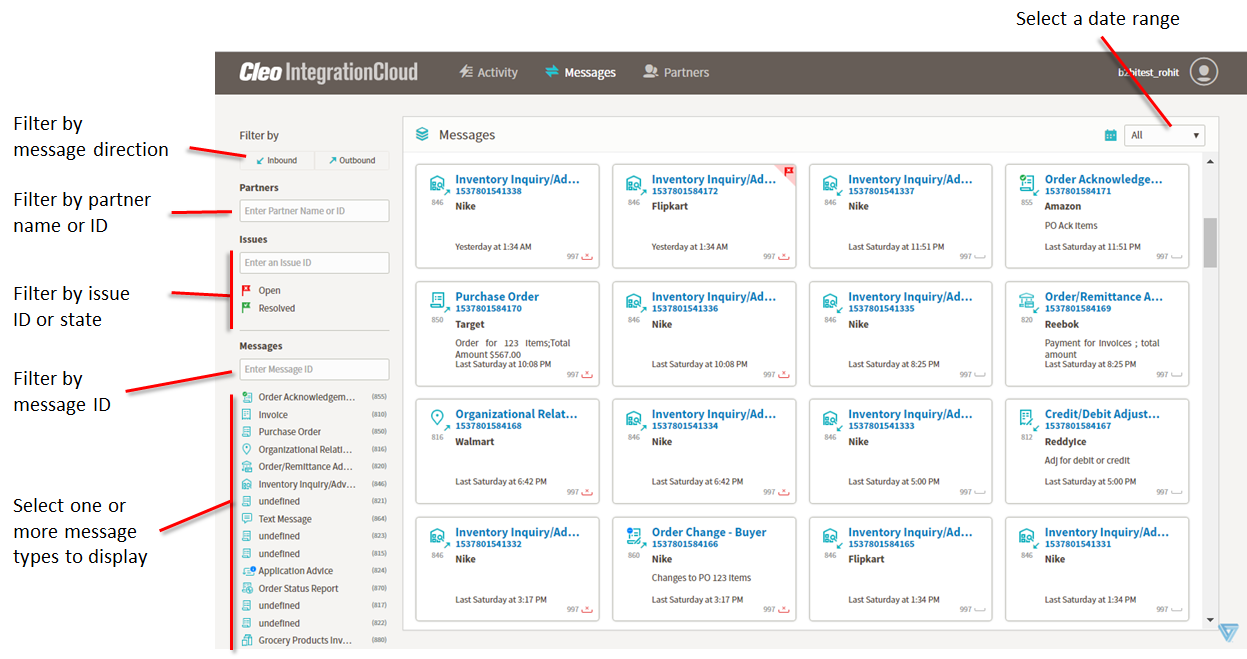 Select a date range
Cleo IntegrationCloud
Activity
Messages
Partners
b2bitest_rohit
Filter by
message direction
Filter by partner
name or ID
Filter by issue
ID or state
Filter by
message ID
Select one or
more message
types to display
Filter by
Inbound
Outbound
Partners
Enter Partner Name or ID
Issues
Enter an Issue ID
Open
Resolved
Messages
Enter Message ID
Order Acknowledgem... (855)
Invoice (810)
Purchase Order (850)
Organizational Relati... (816)
Order/Remittance Ad... (820)
Inventory Inquiry/Adv... (846)
undefined (821)
Text Message (864)
undefined (823)
undefined (815)
Application Advice (824)
Order Status Report (870)
undefined (817)
undefined (822)
Grocery Products Inv... (880)
Messages
All
Inventory Inquiry/Ad...
1537801541338
846
Nike
Yesterday at 1:34 AM
997
Inventory Inquiry/Ad...
1537801584172
846
Flipkart
Yesterday at 1:34 AM
997
Inventory Inquiry/Ad...
1537801541337
846
Nike
Last Saturday at 11:51 PM
997
Order Acknowledge...
1537801584171
855
Amazon
PO Ack Items
Last Saturday at 11:51 PM
997
Purchase Order
1537801584170
850
Target
Order for 123 Items;Total
Amount $567.00
Last Saturday at 10:08 PM
997
Inventory Inquiry/Ad...
1537801541336
846
Nike
Last Saturday at 10:08 PM
997
Inventory Inquiry/Ad...
1537801541335
846
Nike
Last Saturday at 8:25 PM
997
Order/Remittance A...
1537801584169
820
Reebok
Payment for Invoices ; total
amount
Last Saturday at 8:25 PM
997
Organizational Relat...
1537801584168
816
Walmart
Last Saturday at 6:42 PM
997
Inventory Inquiry/Ad...
1537801541334
846
Nike
Last Saturday at 6:42 PM
997
Inventory Inquiry/Ad...
1537801541333
846
Nike
Last Saturday at 5:00 PM
997
Credit/Debit Adjust...
1537801584167
812
ReddyIce
Adj for debit or credit
Last Saturday at 5:00 PM
997
Inventory Inquiry/Ad...
1537801541332
846
Nike
Last Saturday at 3:17 PM
997
Order Change - Buyer
1537801584166
860
Nike
Changes to PO 123 Items
Last Saturday at 3:17 PM
997
Inventory Inquiry/Ad...
1537801584165
846
Flipkart
Last Saturday at 1:34 PM
997
Inventory Inquiry/Ad...
1537801541331
846
Nike
Last Saturday at 1:34 PM
997